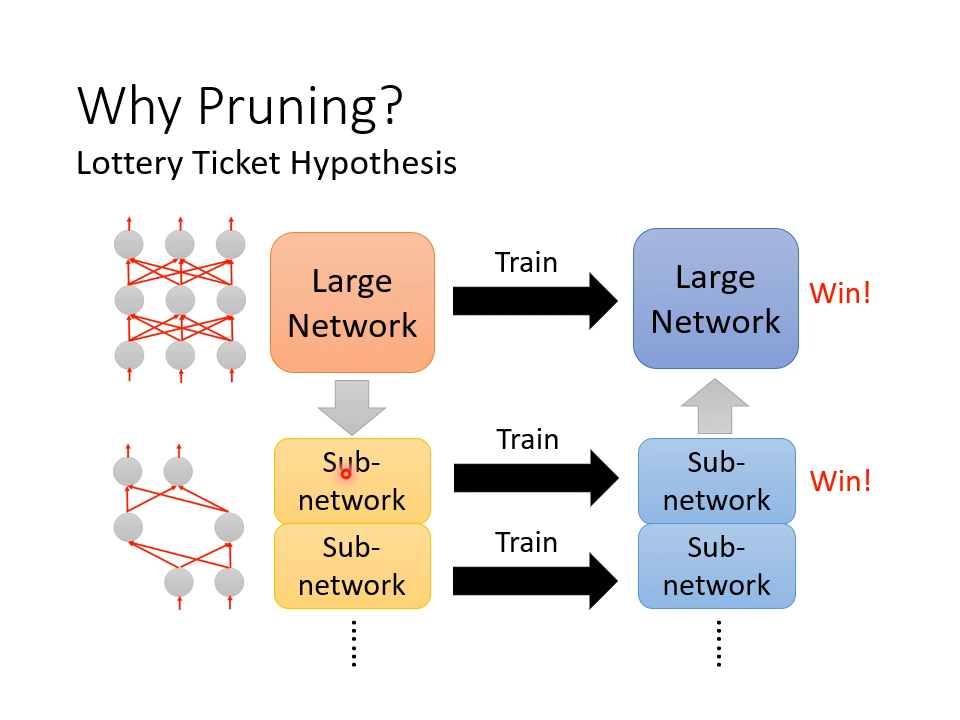 Why Pruning?
Lottery Ticket Hypothesis
Large
Network
Train
Large
Network
Win!
Sub-
network
Train
Sub-
network
Win!
Sub-
network
Train
Sub-
network